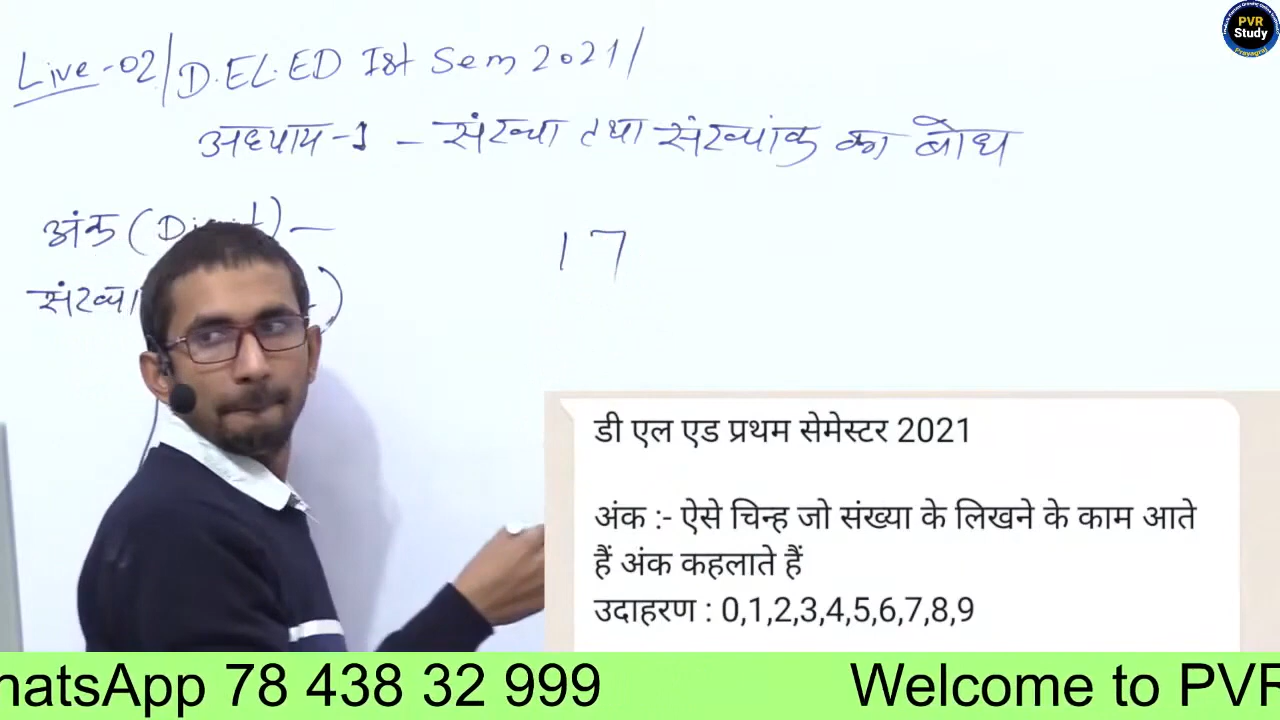 PVR
Study
Prayagraj
Live-02/D.EL.ED Ist Sem 2021/
अध्याय-1 - संख्या तथा संख्यांक का बोध
अंक ( ) -
17
संख्या
डी एल एड प्रथम सेमेस्टर 2021
अंक :- ऐसे चिन्ह जो संख्या के लिखने के काम आते
हैं अंक कहलाते हैं
उदाहरण : 0,1,2,3,4,5,6,7,8,9
hatsApp 78 438 32 999
Welcome to PVR